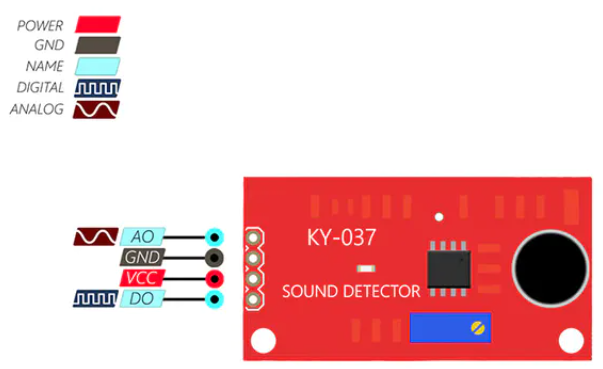 POWER
GND
NAME
DIGITAL
ANALOG
AO
GND
VCC
DO
KY-037
SOUND DETECTOR